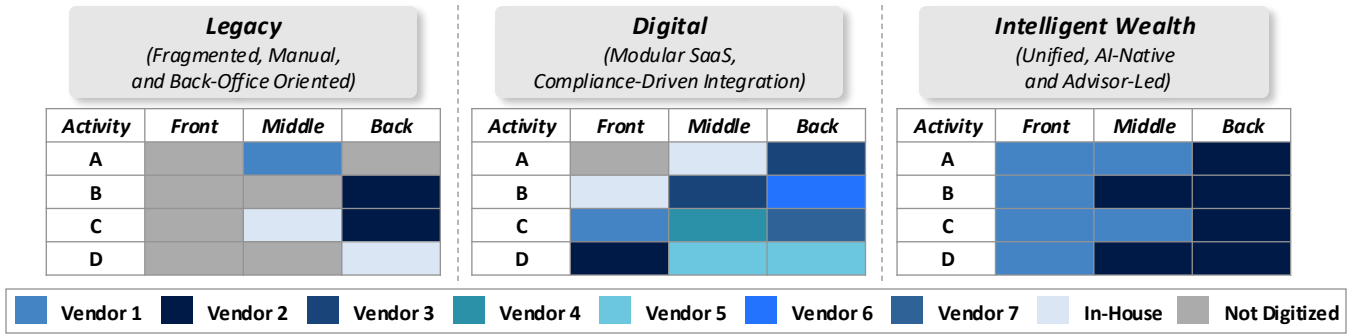 Legacy
(Fragmented, Manual,
and Back-Office Oriented)
Activity Front Middle Back
A
B
C
D
Digital
(Modular SaaS,
Compliance-Driven Integration)
Activity Front Middle Back
A
B
C
D
Intelligent Wealth
(Unified, AI-Native
and Advisor-Led)
Activity Front Middle Back
A
B
C
D
Vendor 1 Vendor 2 Vendor 3 Vendor 4 Vendor 5 Vendor 6 Vendor 7 In-House Not Digitized